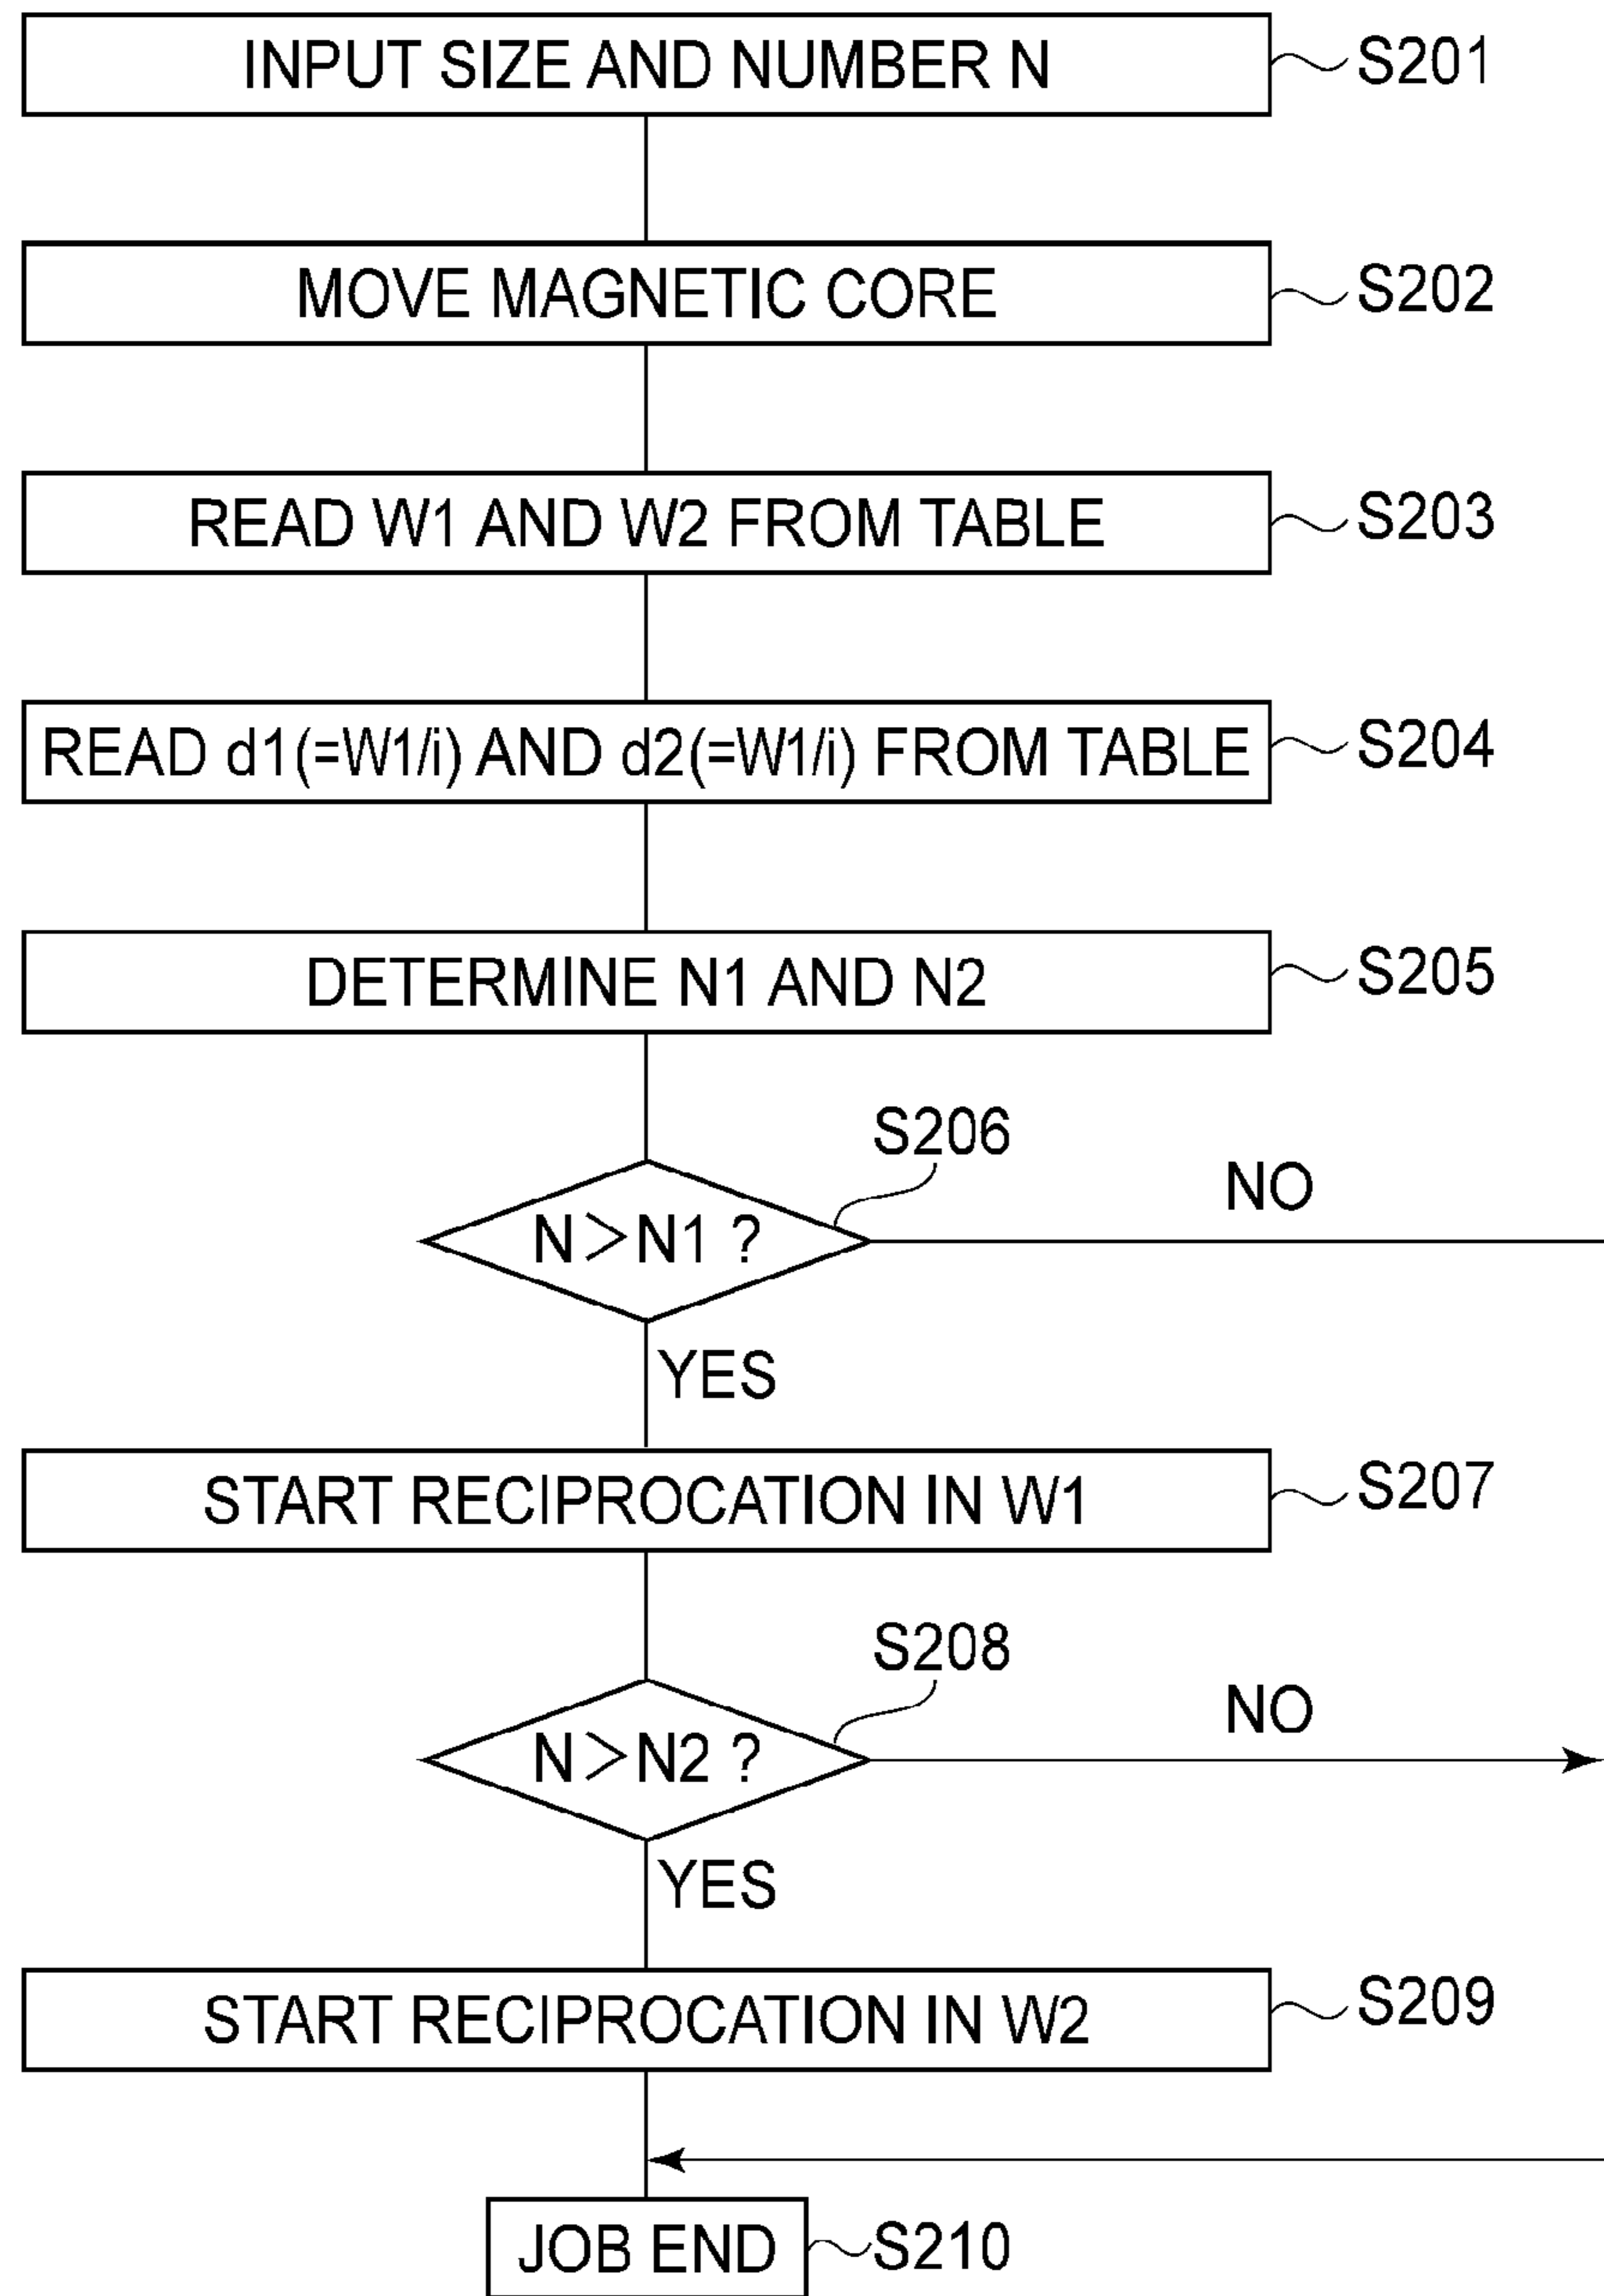 INPUT SIZE AND NUMBER N
S201
MOVE MAGNETIC CORE
S202
READ W1 AND W2 FROM TABLE
S203
READ d1(=W1/i) AND d2(=W1/i) FROM TABLE
S204
DETERMINE N1 AND N2
S205
S206
N>N1 ?
NO
YES
START RECIPROCATION IN W1
S207
S208
N>N2 ?
NO
YES
START RECIPROCATION IN W2
S209
JOB END
S210